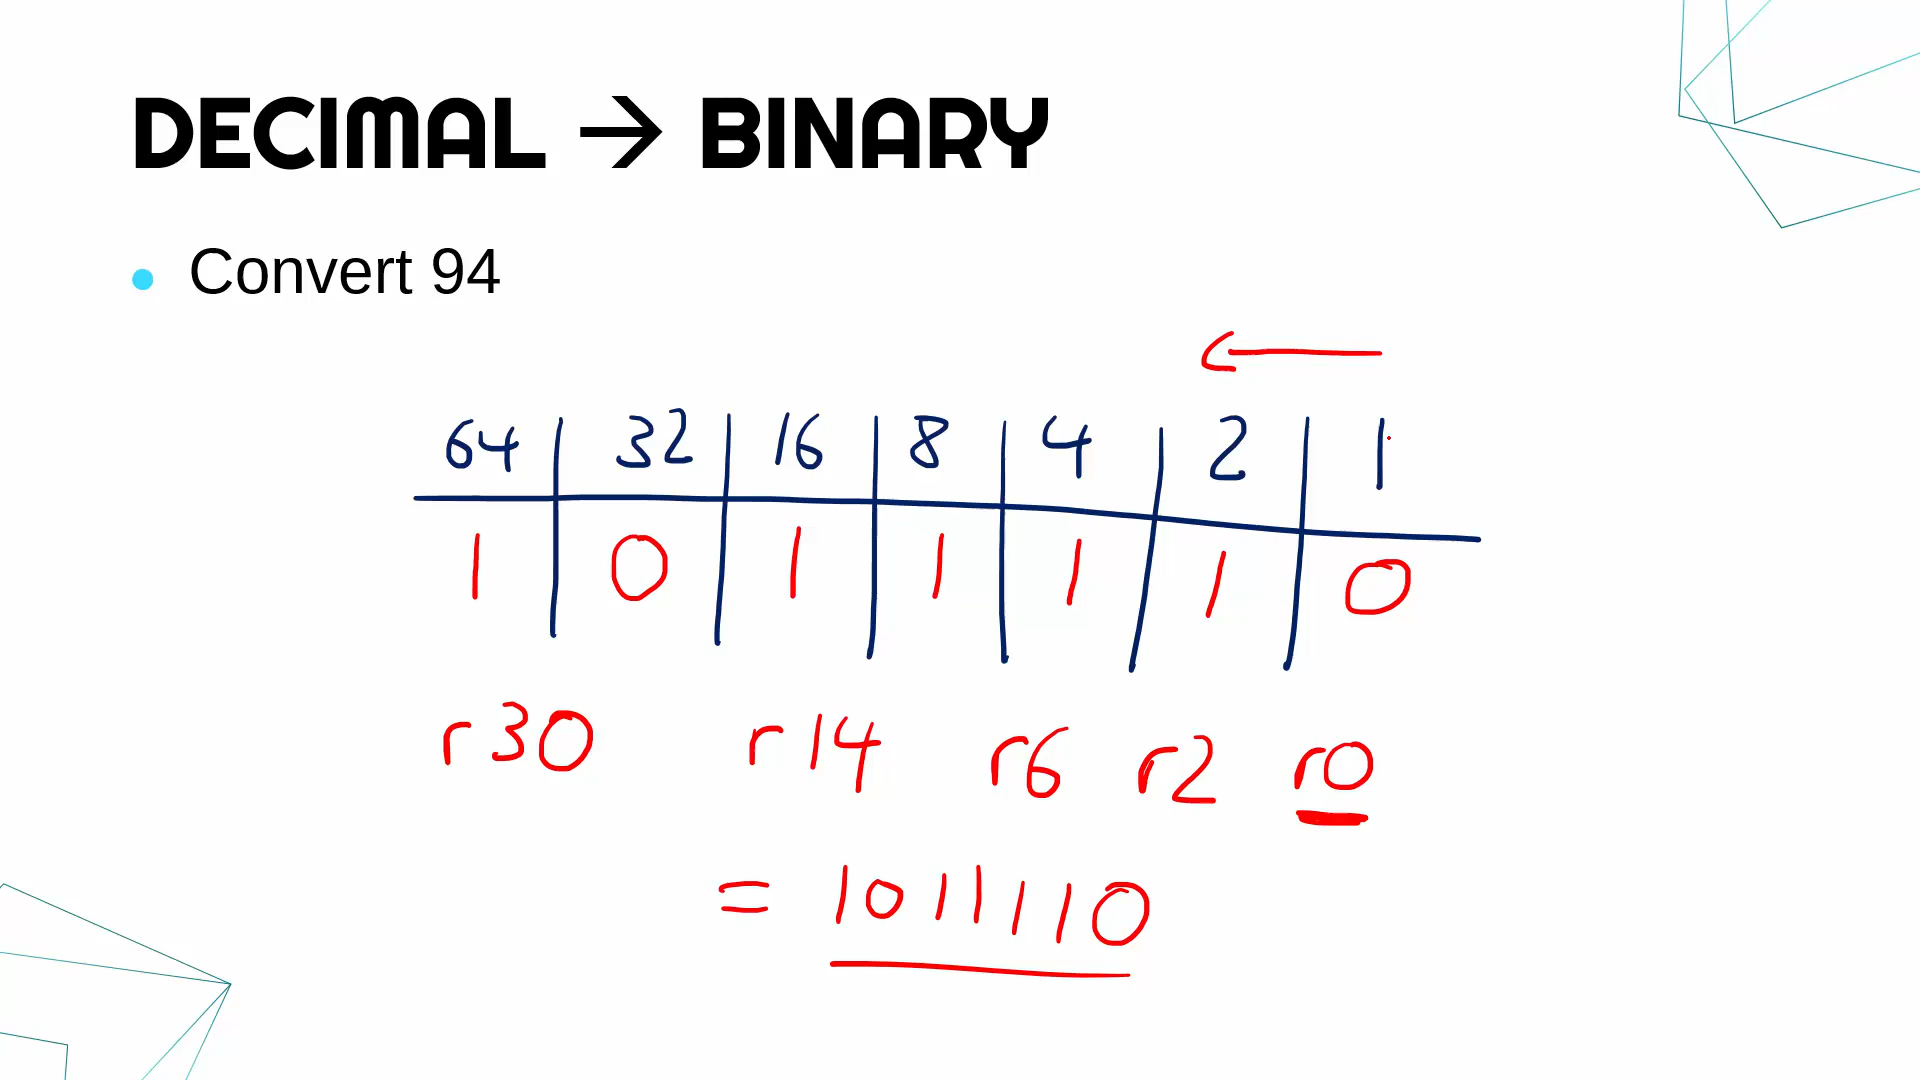 DECIMAL → BINARY
• Convert 94
64 32 16 8 4 2 1
1 0 1 1 1 1 0
r30 r14 r6 r2 r0
= 1011110